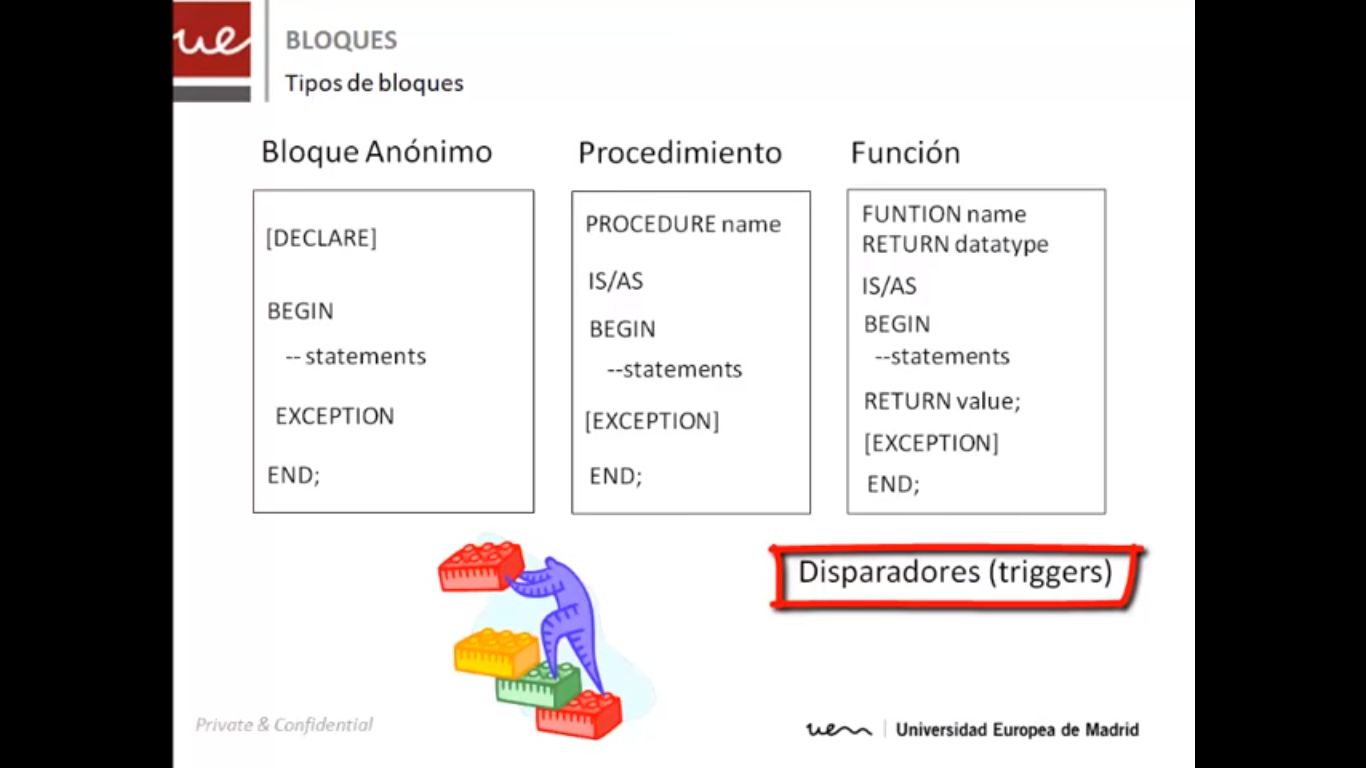 ue
BLOQUES
Tipos de bloques
Bloque Anónimo
[DECLARE]
BEGIN
-- statements
EXCEPTION
END;
Procedimiento
PROCEDURE name
IS/AS
BEGIN
--statements
[EXCEPTION]
END;
Función
FUNTION name
RETURN datatype
IS/AS
BEGIN
--statements
RETURN value;
[EXCEPTION]
END;
Disparadores (triggers)
Private & Confidential
uem Universidad Europea de Madrid